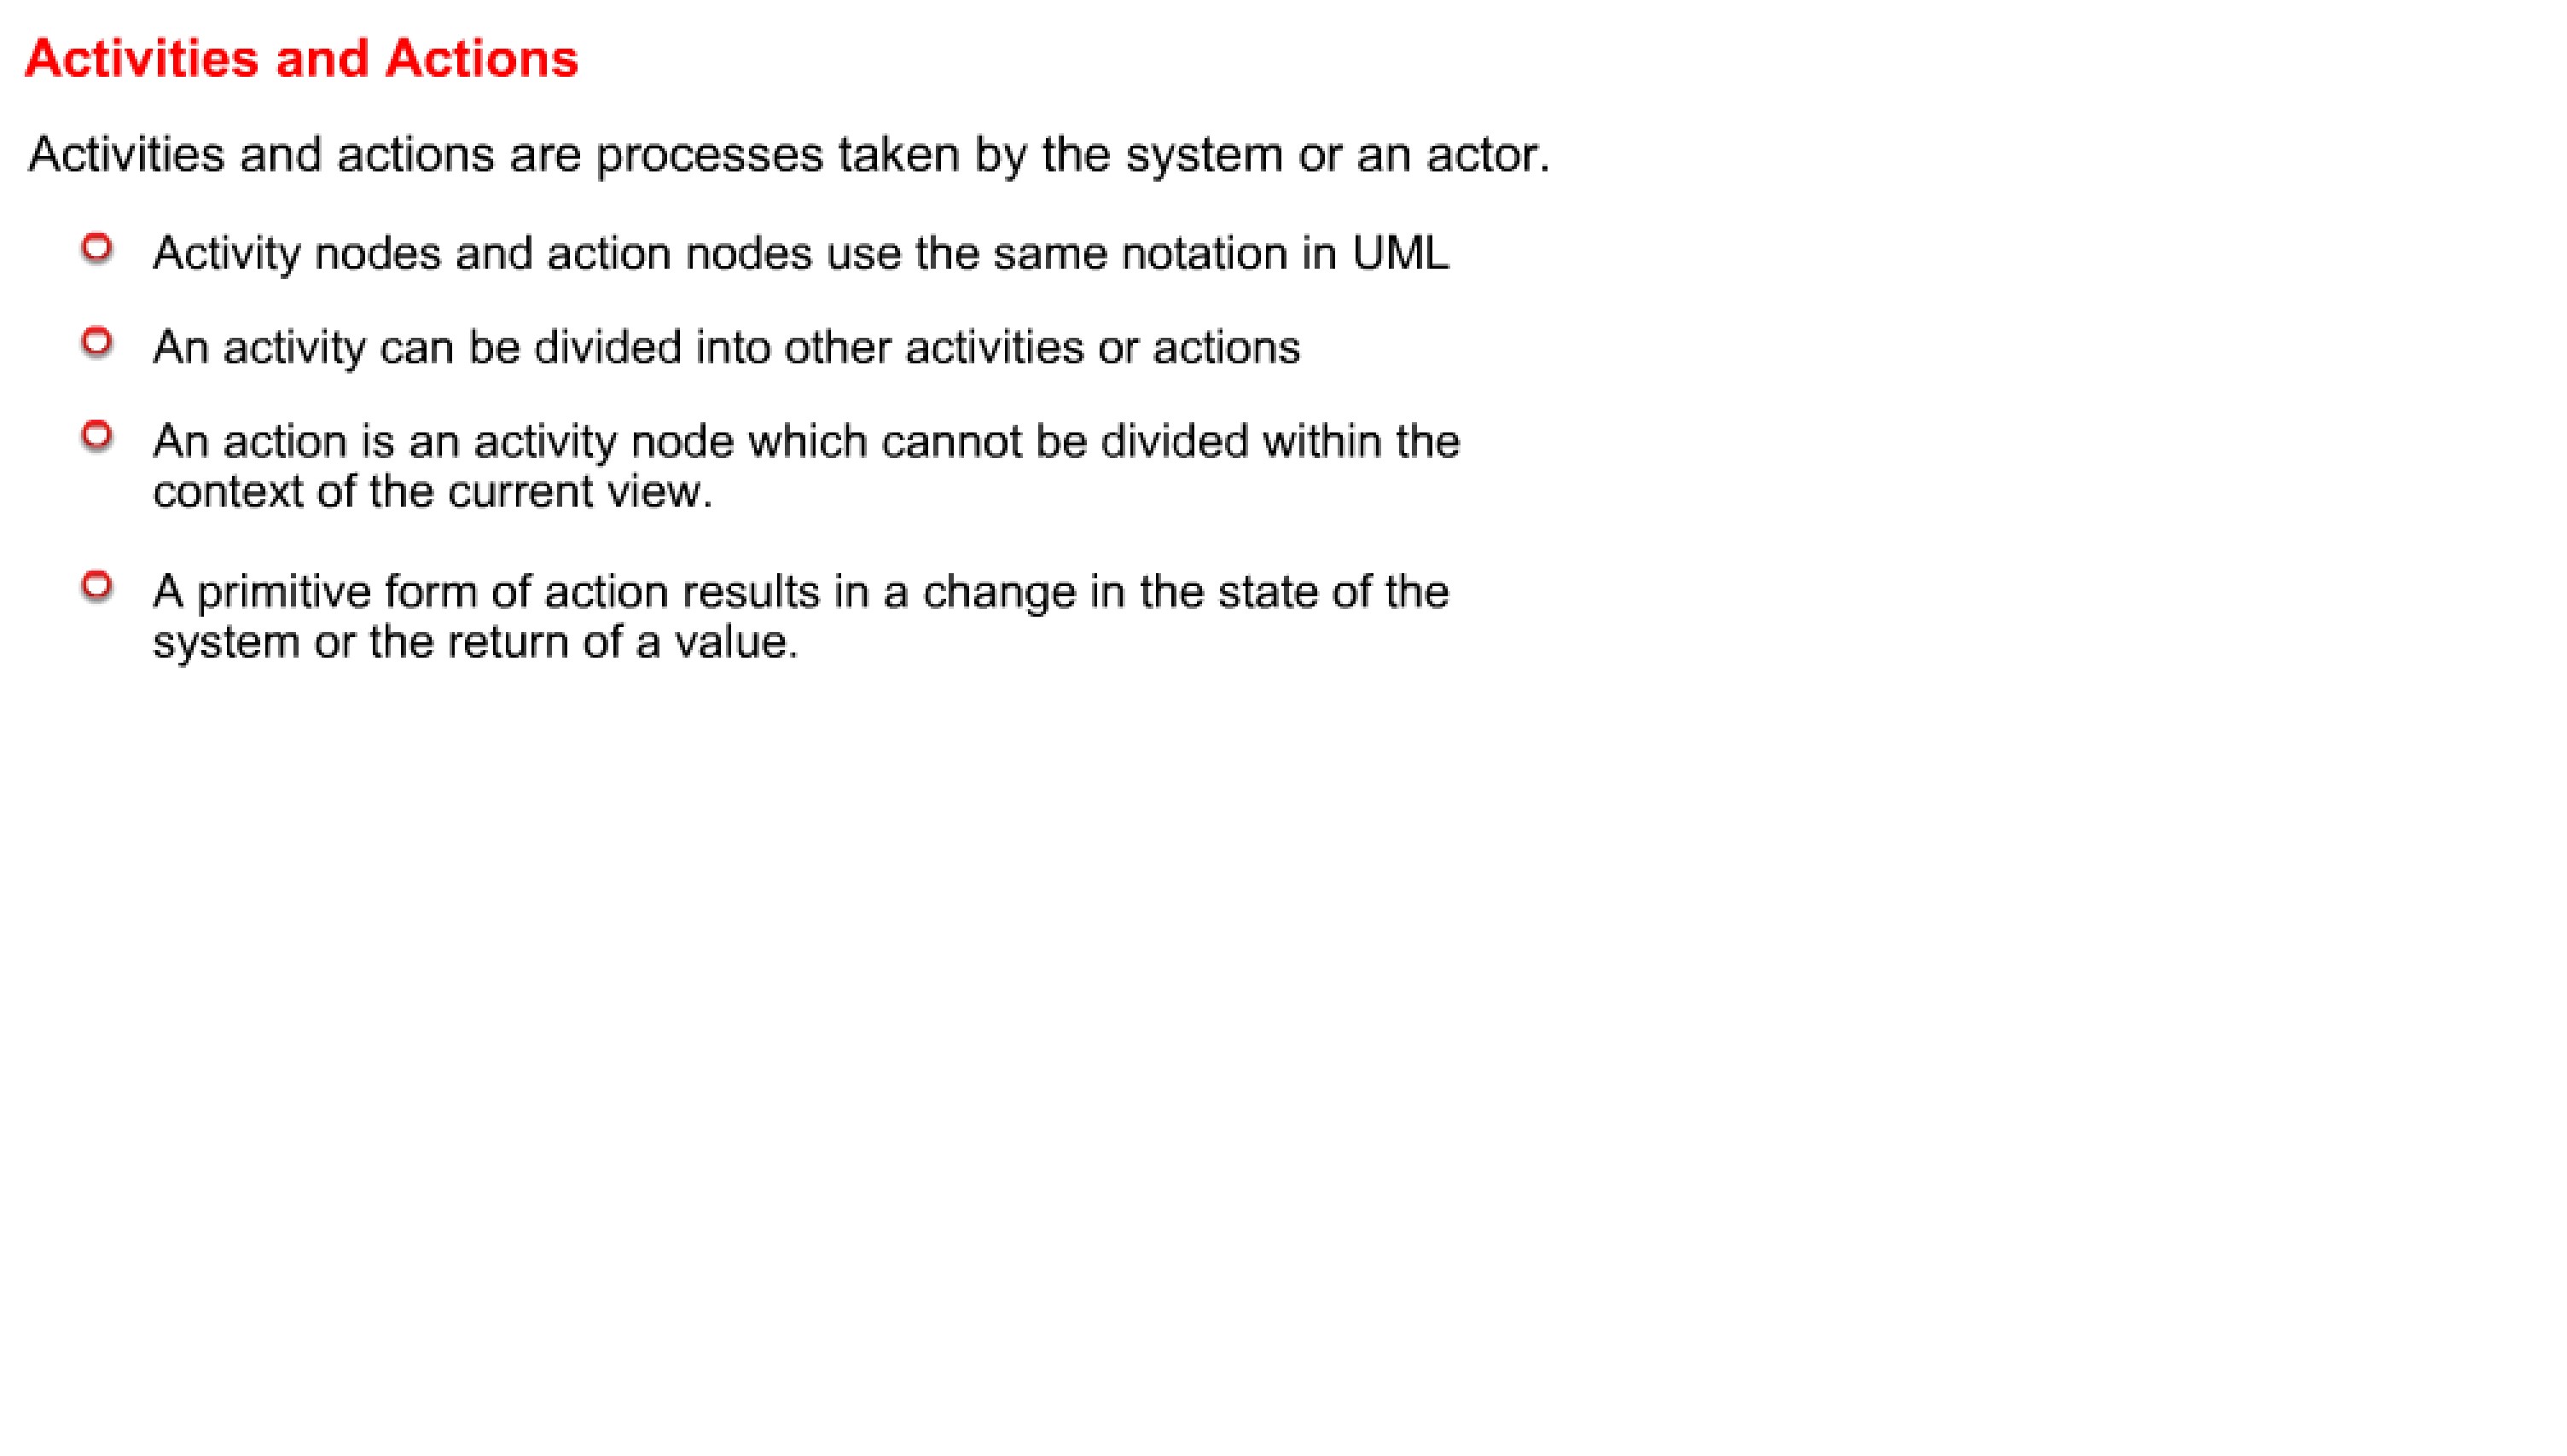 Activities and Actions
Activities and actions are processes taken by the system or an actor.
Activity nodes and action nodes use the same notation in UML
An activity can be divided into other activities or actions
An action is an activity node which cannot be divided within the
context of the current view.
A primitive form of action results in a change in the state of the
system or the return of a value.